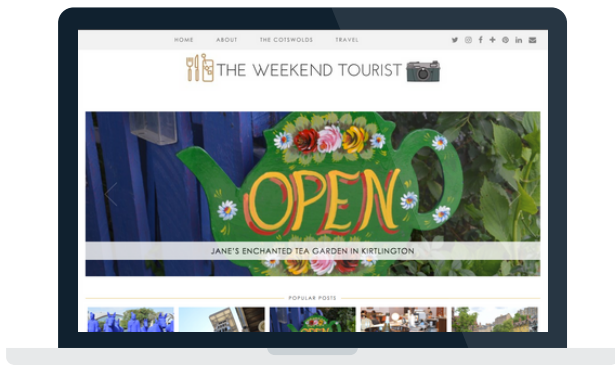 HOME ABOUT THE COTSWOLDS TRAVEL
THE WEEKEND TOURIST
OPEN
JANE'S ENCHANTED TEA GARDEN IN KIRTLINGTON
POPULAR POSTS